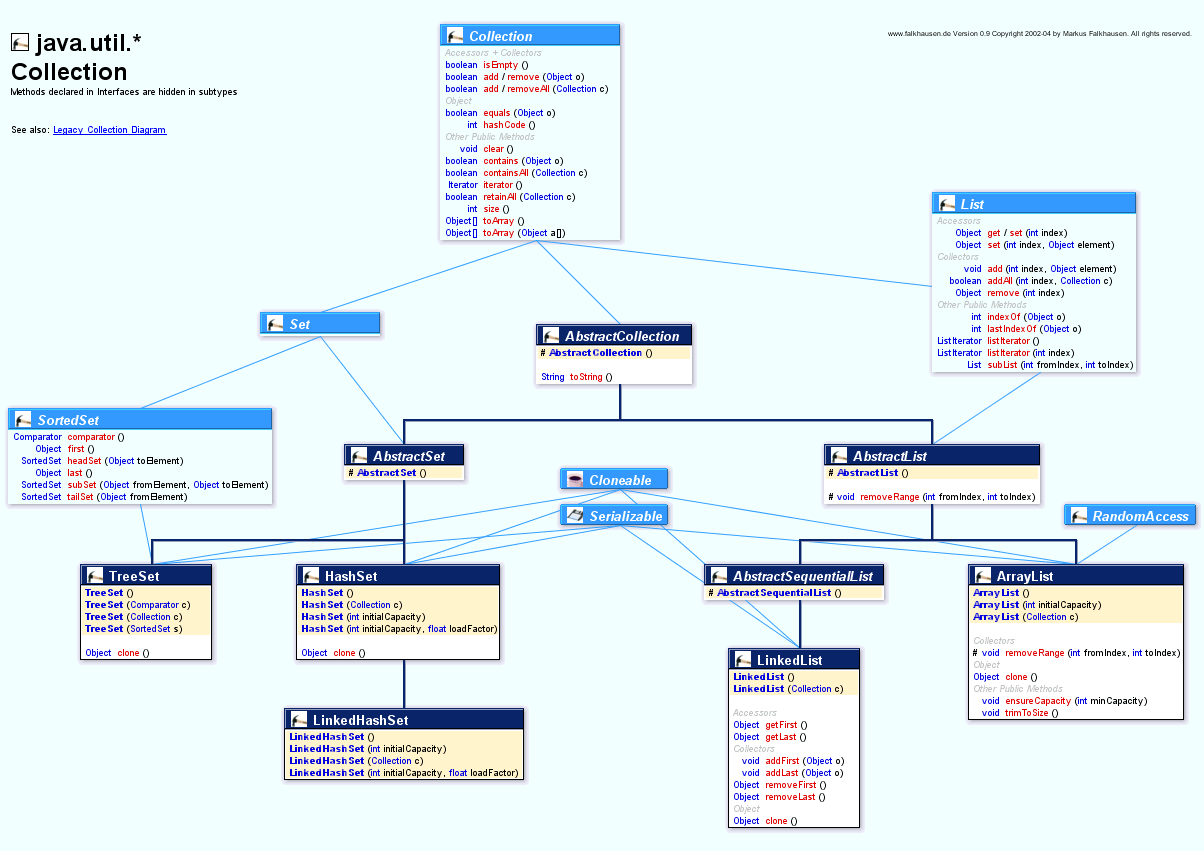 java.util.*
Collection
Methods declared in Interfaces are hidden in subtypes
See also: Legacy Collection Diagram
www.falkhausen.de Version 0.9 Copyright 2002-04 by Markus Falkhausen. All rights reserved.
Collection
Accessors + Collectors
boolean isEmpty ()
boolean add / remove (Object o)
boolean add / removeAll (Collection c)
Object
boolean equals (Object o)
int hashCode ()
Other Public Methods
void clear ()
boolean contains (Object o)
boolean containsAll (Collection c)
Iterator iterator ()
boolean retainAll (Collection c)
int size ()
Object[] toArray ()
Object[] toArray (Object a[])
List
Accessors
Object get / set (int index)
Object set (int index, Object element)
Collectors
void add (int index, Object element)
boolean addAll (int index, Collection c)
Object remove (int index)
Other Public Methods
int indexOf (Object o)
int lastIndexOf (Object o)
ListIterator listIterator ()
ListIterator listIterator (int index)
List subList (int fromIndex, int toIndex)
Set
AbstractCollection
# AbstractCollection ()
String toString ()
SortedSet
Comparator comparator ()
Object first ()
SortedSet headSet (Object toElement)
Object last ()
SortedSet subSet (Object fromElement, Object toElement)
SortedSet tailSet (Object fromElement)
AbstractSet
# AbstractSet ()
Cloneable
Serializable
AbstractList
# AbstractList ()
# void removeRange (int fromIndex, int toIndex)
RandomAccess
TreeSet
TreeSet ()
TreeSet (Comparator c)
TreeSet (Collection c)
TreeSet (SortedSet s)
Object clone ()
HashSet
HashSet ()
HashSet (Collection c)
HashSet (int initialCapacity)
HashSet (int initialCapacity, float loadFactor)
Object clone ()
AbstractSequentialList
# AbstractSequentialList ()
ArrayList
ArrayList ()
ArrayList (int initialCapacity)
ArrayList (Collection c)
Collectors
# void removeRange (int fromIndex, int toIndex)
Object
Object clone ()
Other Public Methods
void ensureCapacity (int minCapacity)
void trimToSize ()
LinkedHashSet
LinkedHashSet ()
LinkedHashSet (int initialCapacity)
LinkedHashSet (Collection c)
LinkedHashSet (int initialCapacity, float loadFactor)
LinkedList
LinkedList ()
LinkedList (Collection c)
Accessors
Object getFirst ()
Object getLast ()
Collectors
void addFirst (Object o)
void addLast (Object o)
Object removeFirst ()
Object removeLast ()
Object
Object clone ()